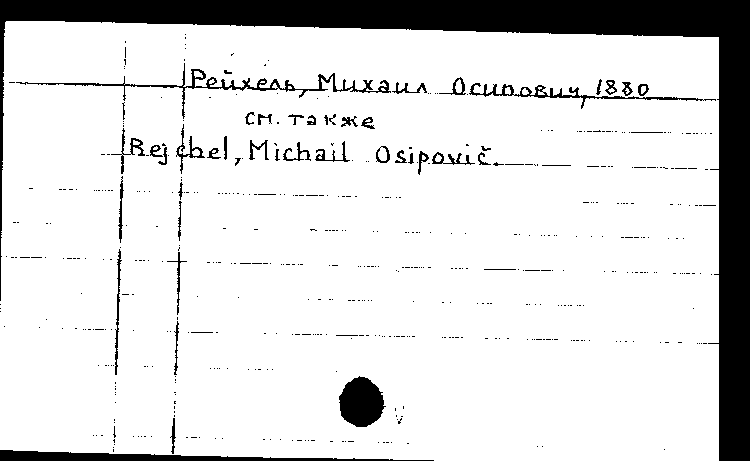 Рейхель, Михаил Осипович, 1880
см. также
Rejchel, Michail Osipovič.